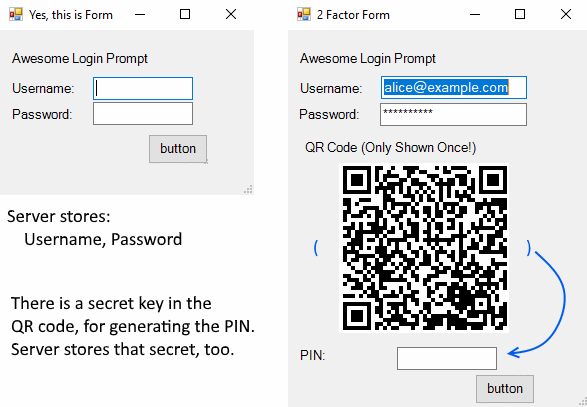 Yes, this is Form
Awesome Login Prompt
Username:
Password:
button
Server stores:
Username, Password
There is a secret key in the
QR code, for generating the PIN.
Server stores that secret, too.
2 Factor Form
Awesome Login Prompt
Username: alice@example.com
Password: **********
QR Code (Only Shown Once!)
( )
PIN:
button